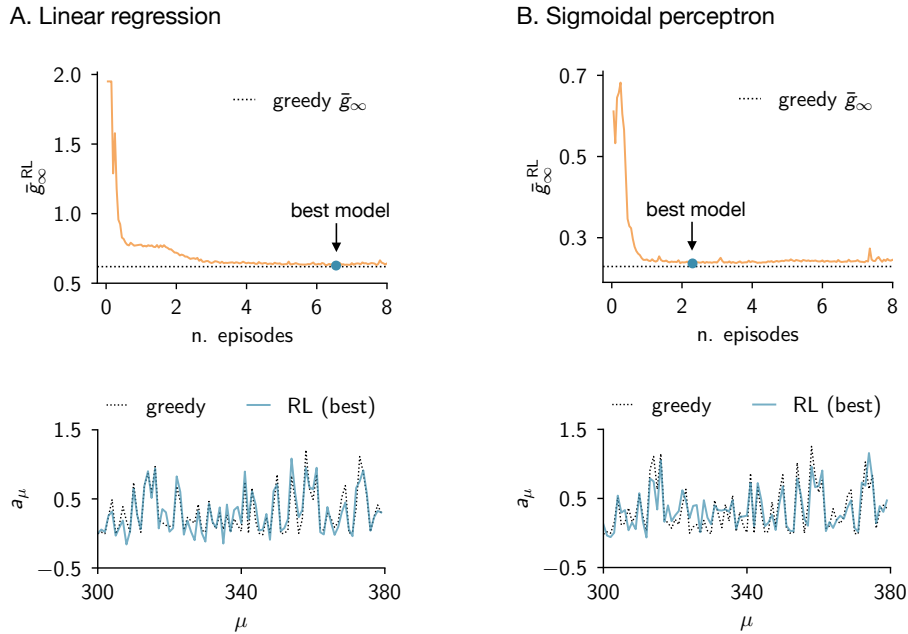 A. Linear regression
2.0
1.5
1.0
0.5
ḡ∞^RL
greedy ḡ∞
best model
0 2 4 6 8
n. episodes
greedy RL (best)
1.5
0.5
−0.5
aμ
300 340 380
μ
B. Sigmoidal perceptron
0.7
0.5
0.3
ḡ∞^RL
greedy ḡ∞
best model
0 2 4 6 8
n. episodes
greedy RL (best)
1.5
0.5
−0.5
aμ
300 340 380
μ